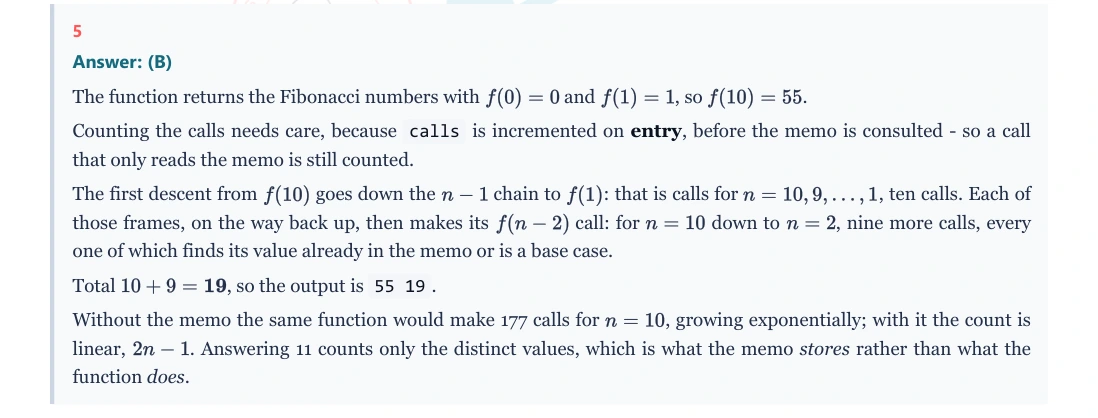 5
Answer: (B)
The function returns the Fibonacci numbers with f(0) = 0 and f(1) = 1, so f(10) = 55.
Counting the calls needs care, because calls is incremented on entry, before the memo is consulted - so a call
that only reads the memo is still counted.
The first descent from f(10) goes down the n − 1 chain to f(1): that is calls for n = 10, 9, . . . , 1, ten calls. Each of
those frames, on the way back up, then makes its f(n − 2) call: for n = 10 down to n = 2, nine more calls, every
one of which finds its value already in the memo or is a base case.
Total 10 + 9 = 19, so the output is 55 19 .
Without the memo the same function would make 177 calls for n = 10, growing exponentially; with it the count is
linear, 2n − 1. Answering 11 counts only the distinct values, which is what the memo stores rather than what the
function does.